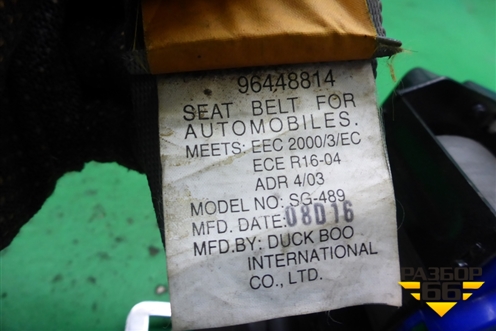 96448814
SEAT BELT FOR
AUTOMOBILES.
MEETS: EEC 2000/3/EC
ECE R16-04
ADR 4/03
MODEL NO: SG-489
MFD. DATE: 08D16
MFD.BY: DUCK BOO
INTERNATIONAL
CO., LTD.
РАЗБОР
66